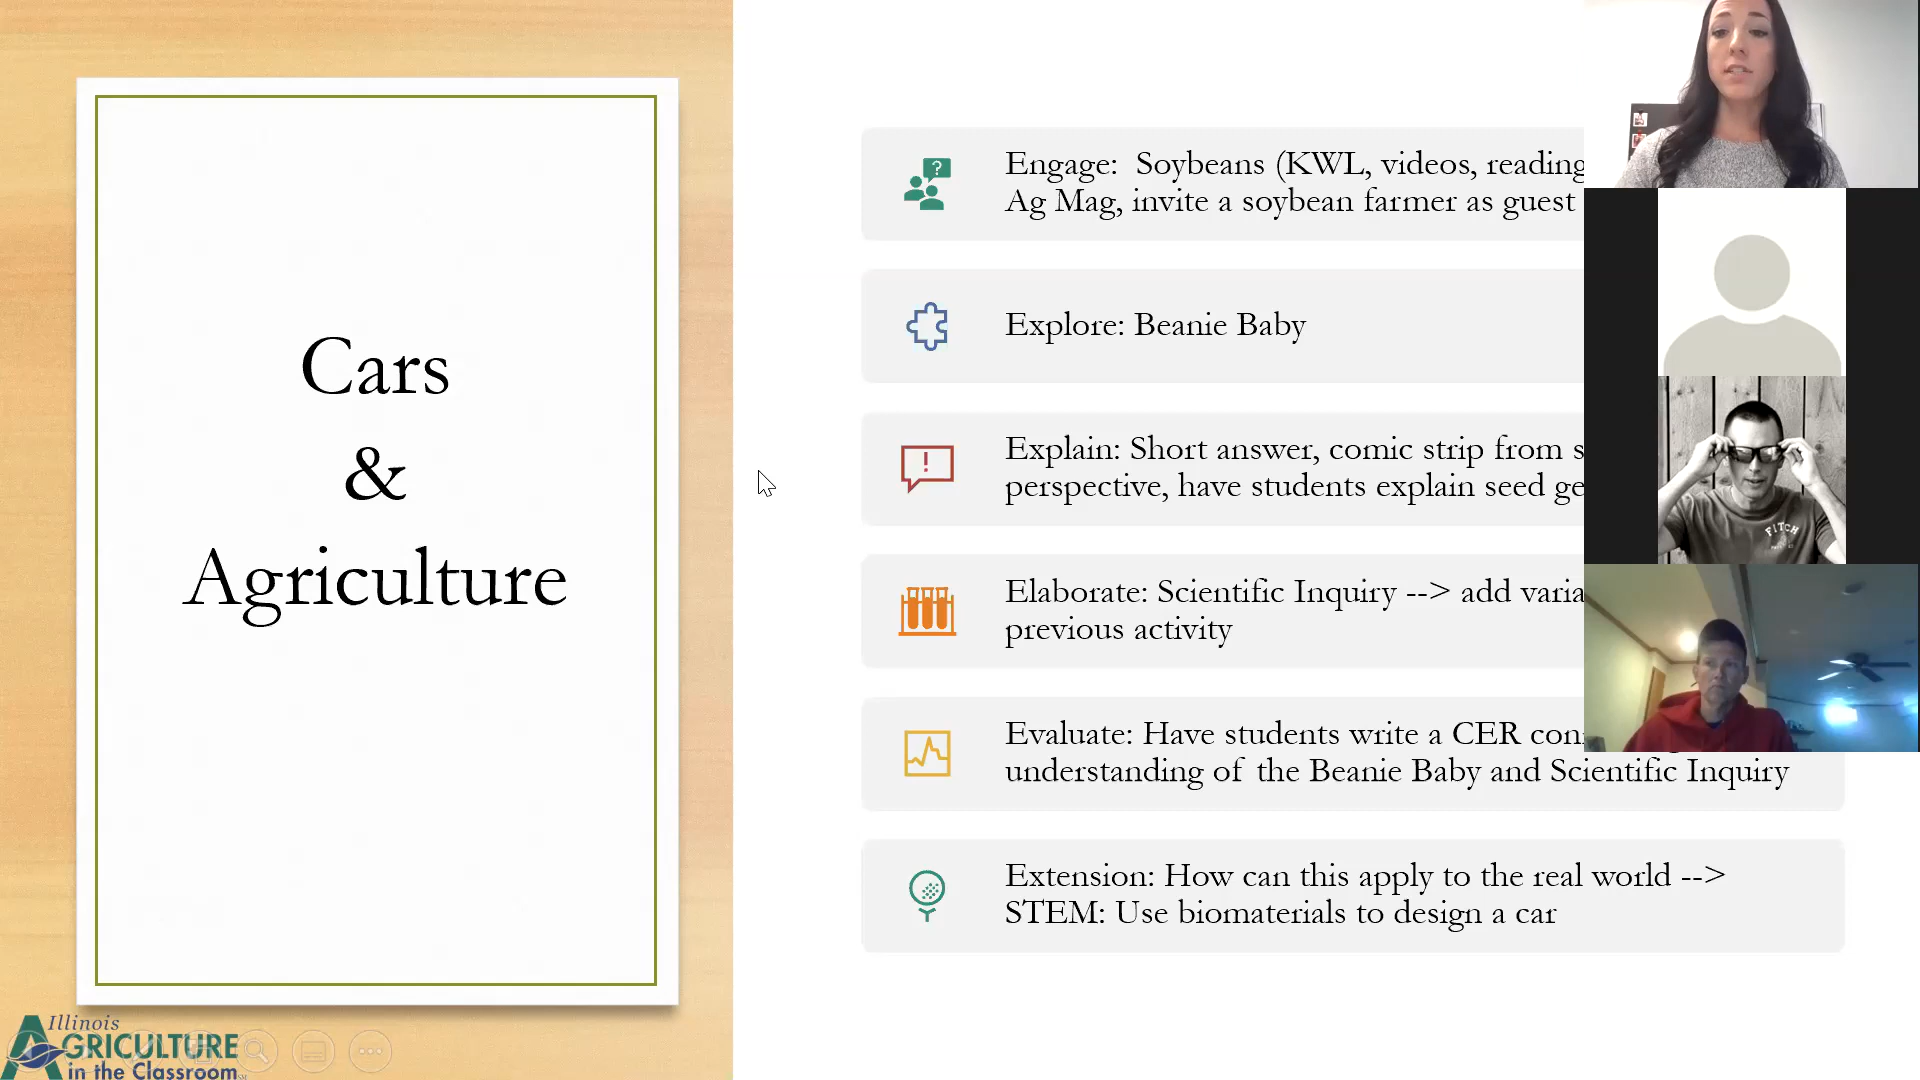 Cars
&
Agriculture
Engage: Soybeans (KWL, videos, reading
Ag Mag, invite a soybean farmer as guest
Explore: Beanie Baby
Explain: Short answer, comic strip from
perspective, have students explain seed
Elaborate: Scientific Inquiry --> add
previous activity
Evaluate: Have students write a CER
understanding of the Beanie Baby and Scientific Inquiry
Extension: How can this apply to the real world -->
STEM: Use biomaterials to design a car
FITCH
Illinois
AGRICULTURE
in the Classroom